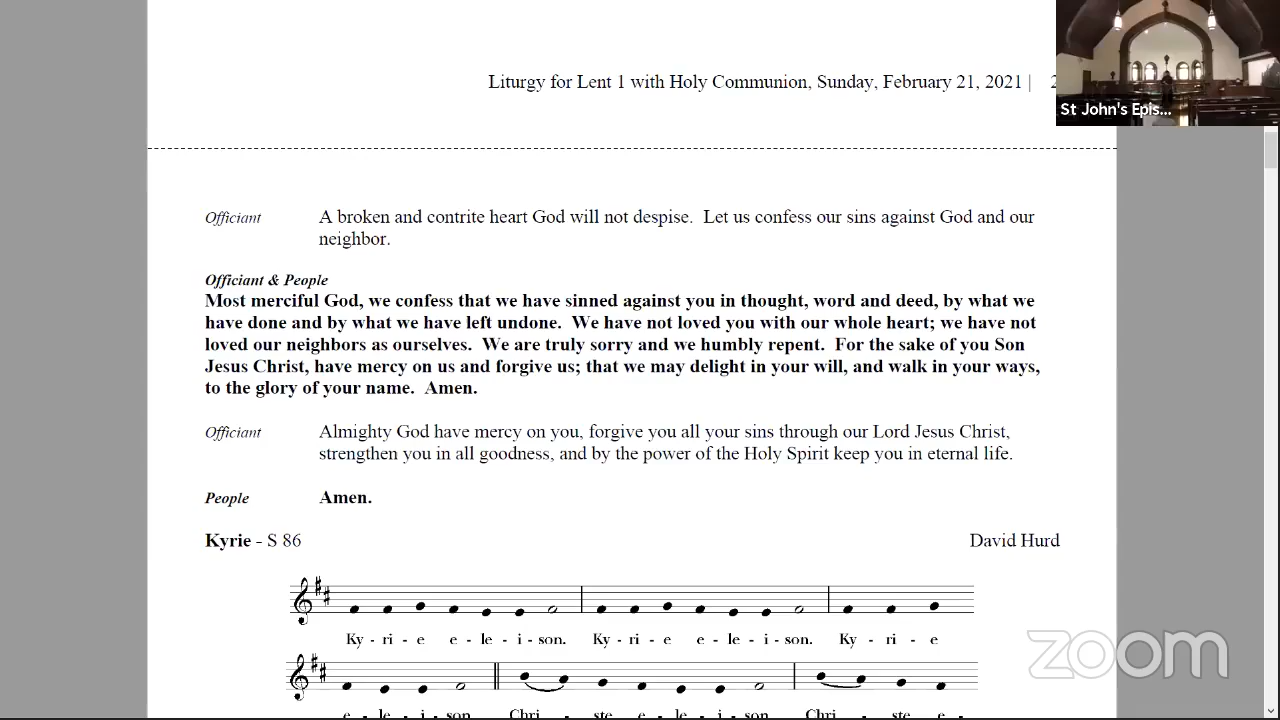 Liturgy for Lent 1 with Holy Communion, Sunday, February 21, 2021 |
St John's Epis...
Officiant A broken and contrite heart God will not despise. Let us confess our sins against God and our
neighbor.
Officiant & People
Most merciful God, we confess that we have sinned against you in thought, word and deed, by what we
have done and by what we have left undone. We have not loved you with our whole heart; we have not
loved our neighbors as ourselves. We are truly sorry and we humbly repent. For the sake of you Son
Jesus Christ, have mercy on us and forgive us; that we may delight in your will, and walk in your ways,
to the glory of your name. Amen.
Officiant Almighty God have mercy on you, forgive you all your sins through our Lord Jesus Christ,
strengthen you in all goodness, and by the power of the Holy Spirit keep you in eternal life.
People Amen.
Kyrie - S 86 David Hurd
Ky - ri - e e - le - i - son. Ky - ri - e e - le - i - son. Ky - ri - e
zoom
e - le - i - son Chri - ste e - le - i - son Chri - ste e -